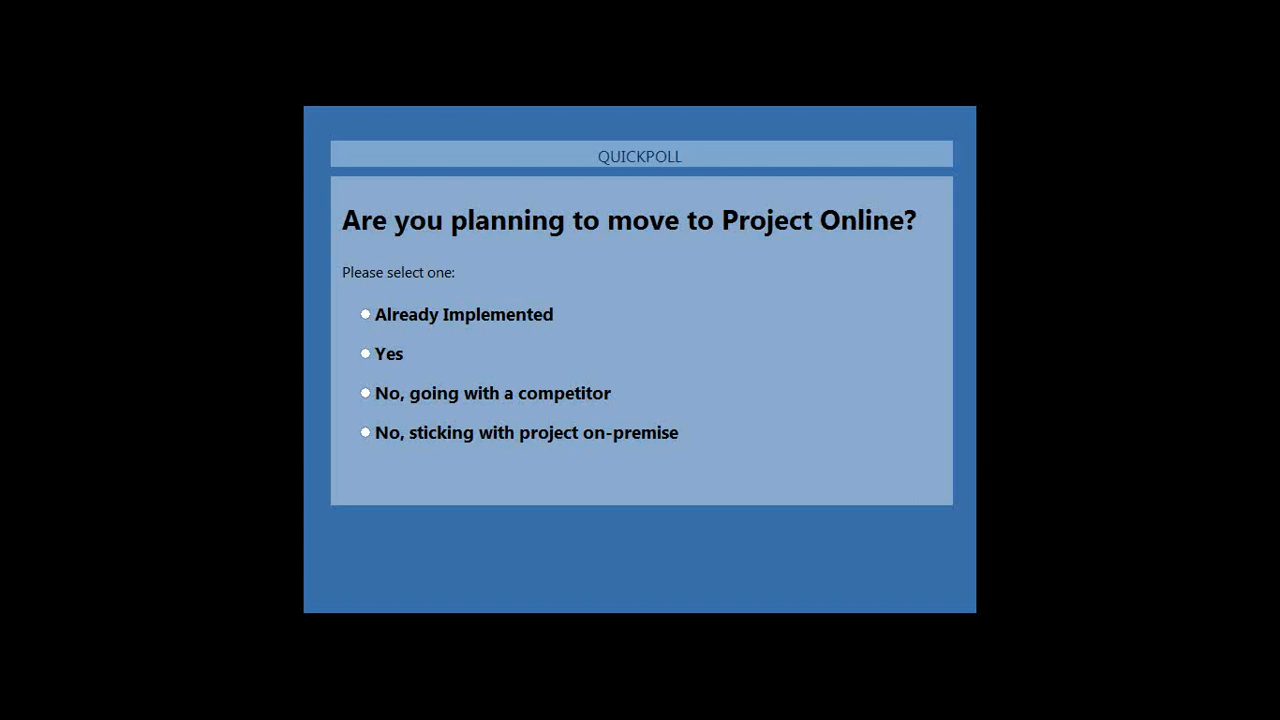 QUICKPOLL
Are you planning to move to Project Online?
Please select one:
Already Implemented
Yes
No, going with a competitor
No, sticking with project on-premise